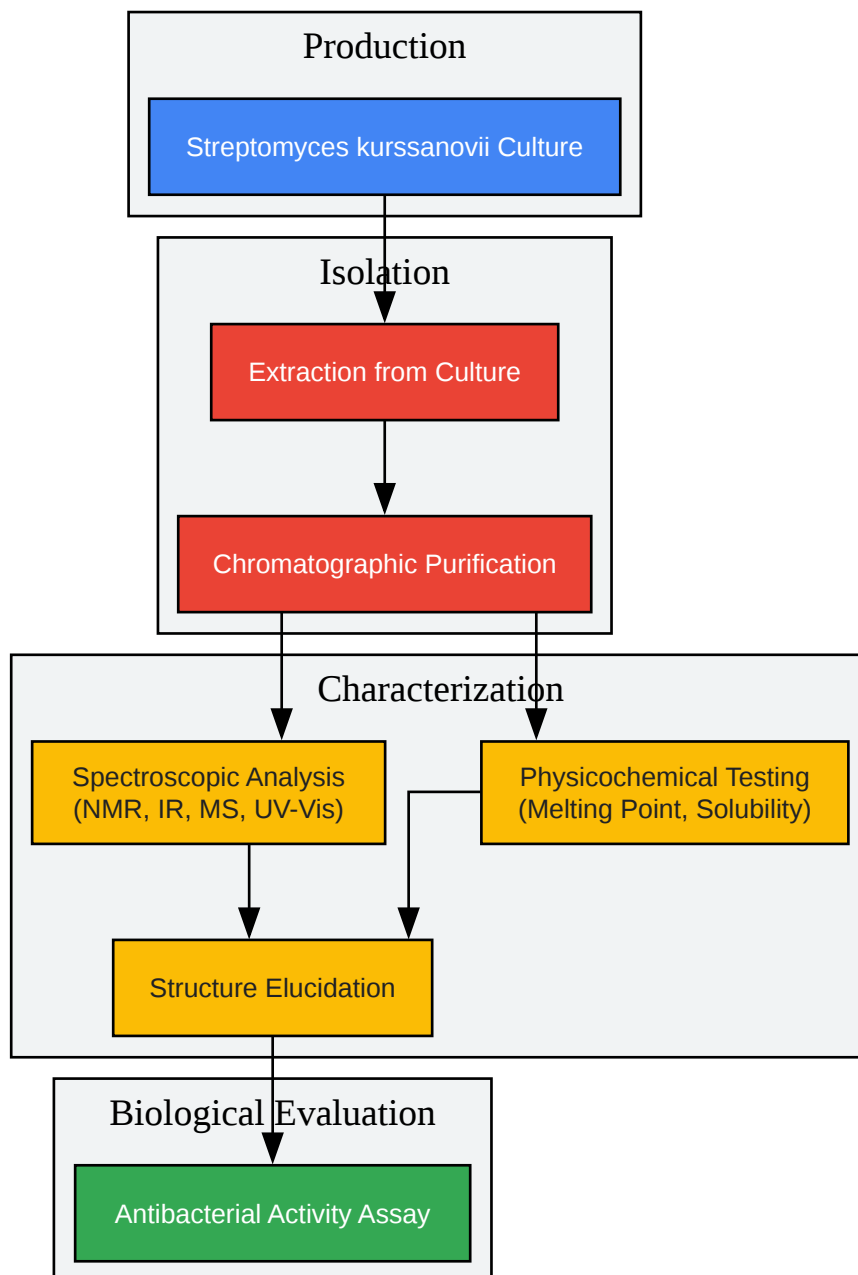 Production
Streptomyces kurssanovii Culture
Isolation
Extraction from Culture
Chromatographic Purification
Characterization
Spectroscopic Analysis
(NMR, IR, MS, UV-Vis)
Physicochemical Testing
(Melting Point, Solubility)
Structure Elucidation
Biological Evaluation
Antibacterial Activity Assay